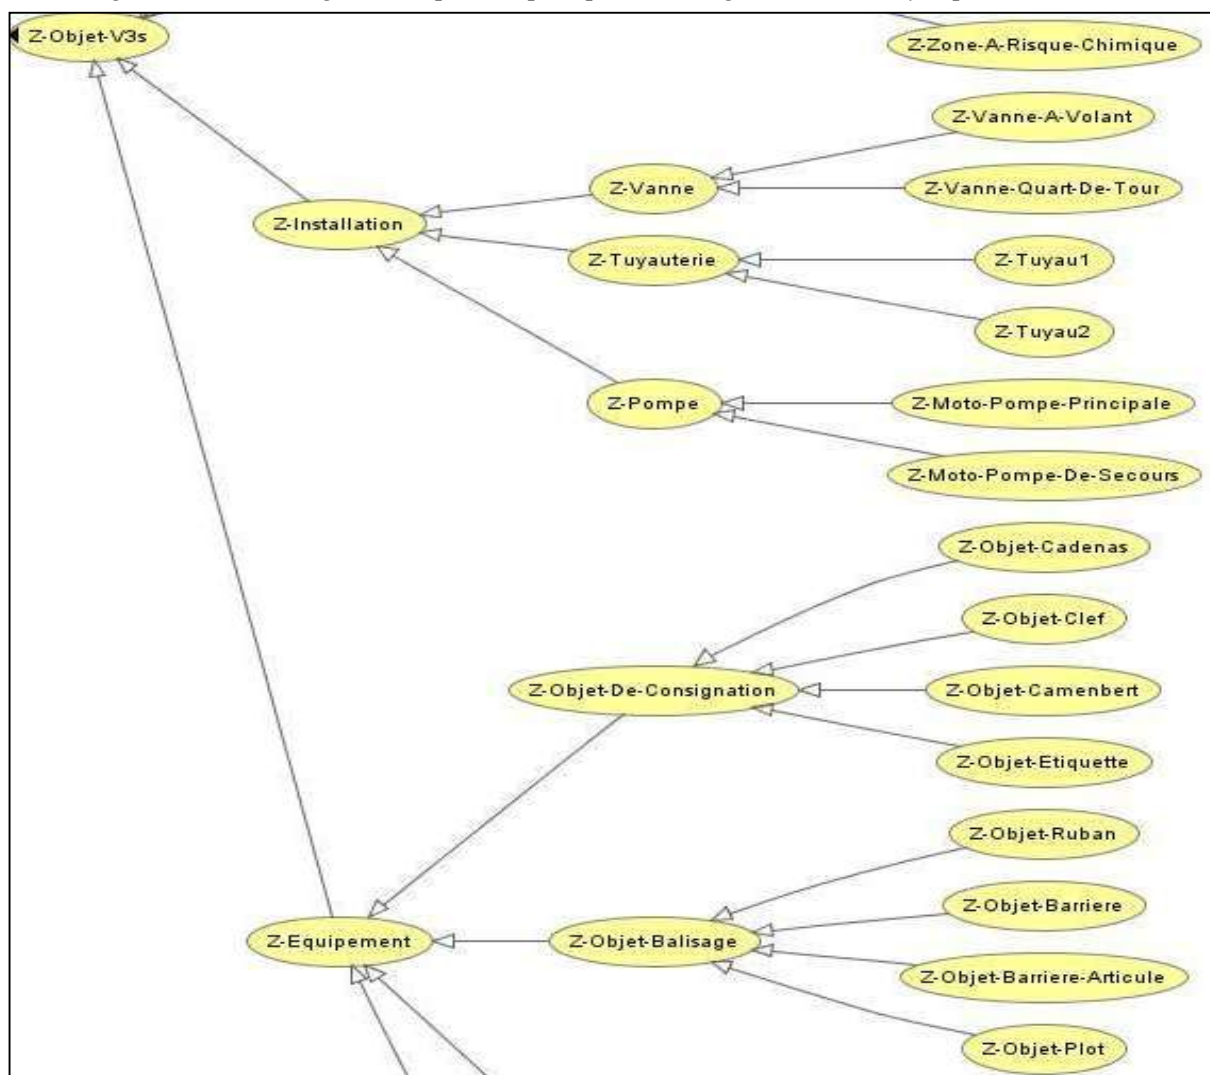 Z-Objet-V3s
Z-Zone-A-Risque-Chimique
Z-Vanne-A-Volant
Z-Vanne
Z-Vanne-Quart-De-Tour
Z-Installation
Z-Tuyauterie
Z-Tuyau1
Z-Tuyau2
Z-Pompe
Z-Moto-Pompe-Principale
Z-Moto-Pompe-De-Secours
Z-Objet-Cadenas
Z-Objet-Clef
Z-Objet-De-Consignation
Z-Objet-Camenbert
Z-Objet-Etiquette
Z-Objet-Ruban
Z-Objet-Barriere
Z-Equipement
Z-Objet-Balisage
Z-Objet-Barriere-Articule
Z-Objet-Plot